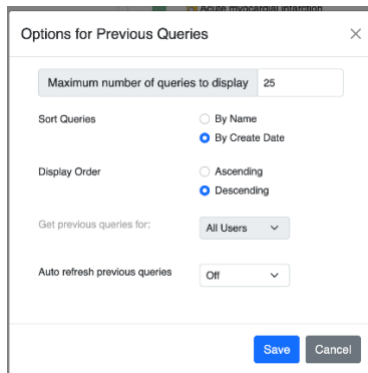 Acute myocardial infarction
Options for Previous Queries
Maximum number of queries to display 25
Sort Queries By Name
By Create Date
Display Order Ascending
Descending
Get previous queries for: All Users
Auto refresh previous queries Off
Save Cancel